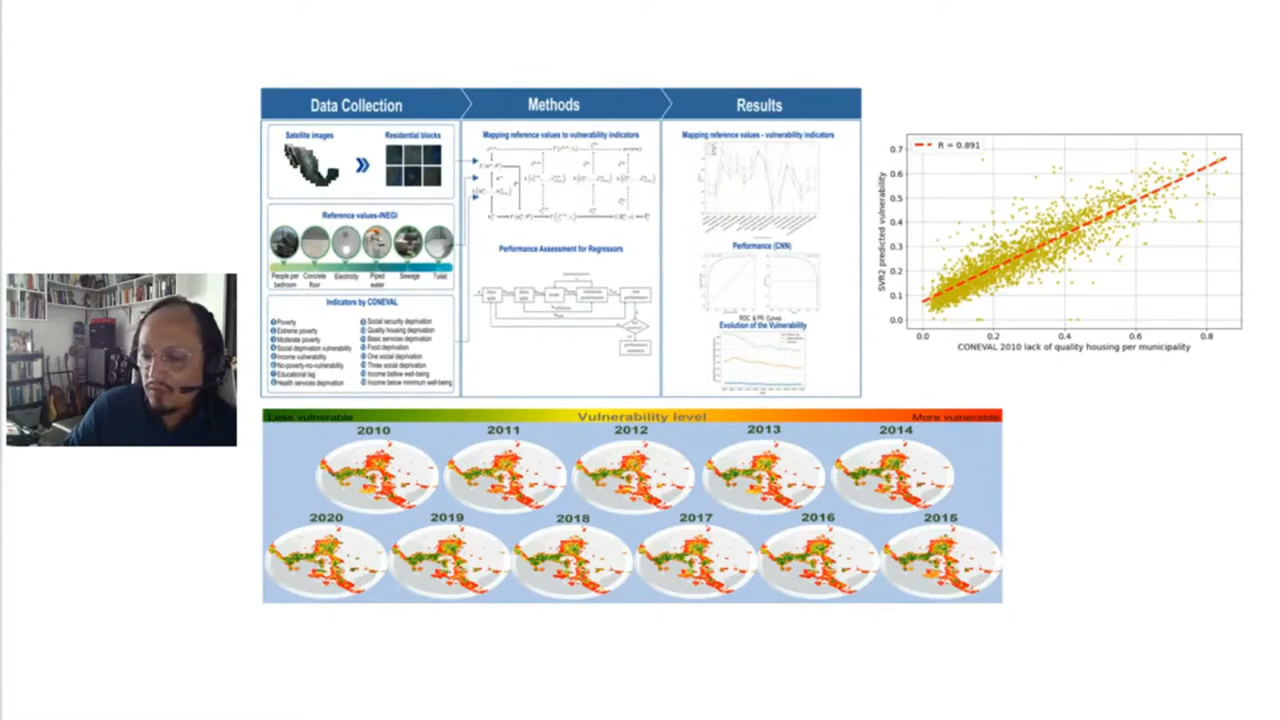 Data Collection
Methods
Results
Satellite images
Residential blocks
Reference values-INEGI
People per bedroom
Concrete floor
Electricity
Piped water
Sewage
Toilet
Indicators by CONEVAL
Poverty
Extreme poverty
Moderate poverty
Social deprivation vulnerability
Income vulnerability
No-poverty-no-vulnerability
Educational lag
Health services deprivation
Social security deprivation
Quality housing deprivation
Basic services deprivation
Food deprivation
One social deprivation
Three social deprivation
Income bellow well-being
Income below minimum well-being
Mapping reference values to vulnerability indicators
Performance Assessment for Regressors
Mapping reference values - vulnerability indicators
Performance (CNN)
ROC & PR Curves
Evolution of the Vulnerability
R = 0.891
0.7
0.6
0.5
0.4
0.3
0.2
0.1
0.0
SVR2 predicted vulnerability
0.0 0.2 0.4 0.6 0.8
CONEVAL 2010 lack of quality housing per municipality
Less vulnerable Vulnerability level More vulnerable
2010 2011 2012 2013 2014
2020 2019 2018 2017 2016 2015